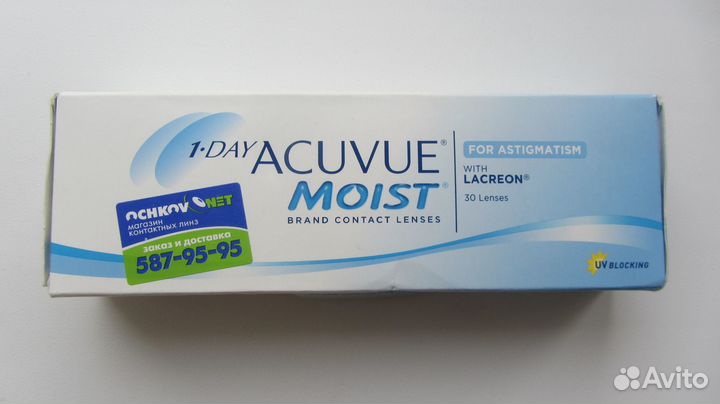 1·DAY ACUVUE®
MOIST®
BRAND CONTACT LENSES
FOR ASTIGMATISM
WITH
LACREON®
30 Lenses
UV BLOCKING
OCHKOV NET
магазин
контактных линз
заказ и доставка
587-95-95
Avito